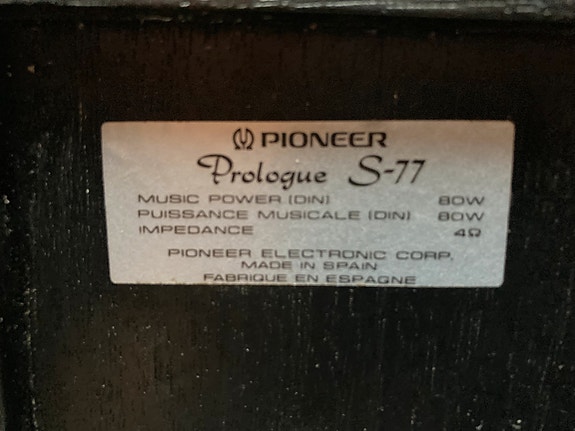 PIONEER
Prologue S-77
MUSIC POWER (DIN) 80W
PUISSANCE MUSICALE (DIN) 80W
IMPEDANCE 4Ω
PIONEER ELECTRONIC CORP.
MADE IN SPAIN
FABRIQUE EN ESPAGNE